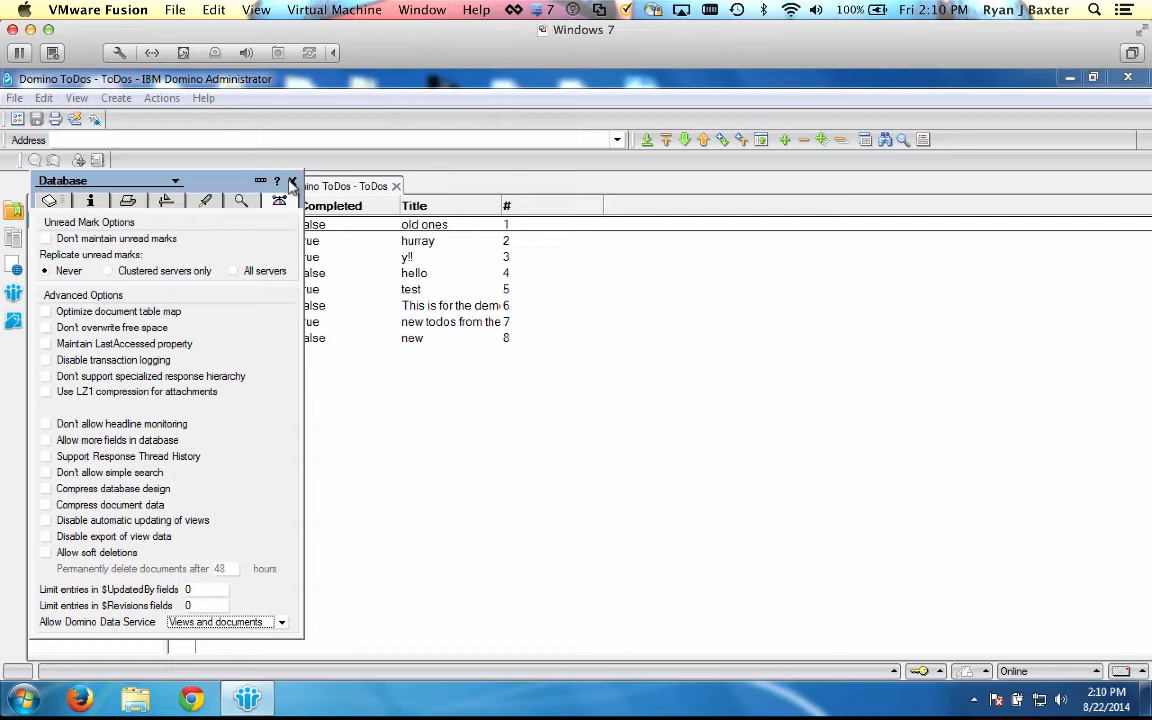 VMware Fusion File Edit View Virtual Machine Window Help 7 100% Fri 2:10 PM Ryan J Baxter
Windows 7
Domino ToDos - ToDos - IBM Domino Administrator
File Edit View Create Actions Help
Address
Database ?
ino ToDos - ToDos
ompleted Title #
Unread Mark Options
Don't maintain unread marks
Replicate unread marks:
Never Clustered servers only All servers
Advanced Options
Optimize document table map
Don't overwrite free space
Maintain LastAccessed property
Disable transaction logging
Don't support specialized response hierarchy
Use LZ1 compression for attachments
Don't allow headline monitoring
Allow more fields in database
Support Response Thread History
Don't allow simple search
Compress database design
Compress document data
Disable automatic updating of views
Disable export of view data
Allow soft deletions
Permanently delete documents after 48 hours
Limit entries in $UpdatedBy fields 0
Limit entries in $Revisions fields 0
Allow Domino Data Service Views and documents
alse old ones 1
rue hurray 2
rue y!! 3
alse hello 4
rue test 5
alse This is for the dem 6
rue new todos from the 7
alse new 8
Online
2:10 PM
8/22/2014